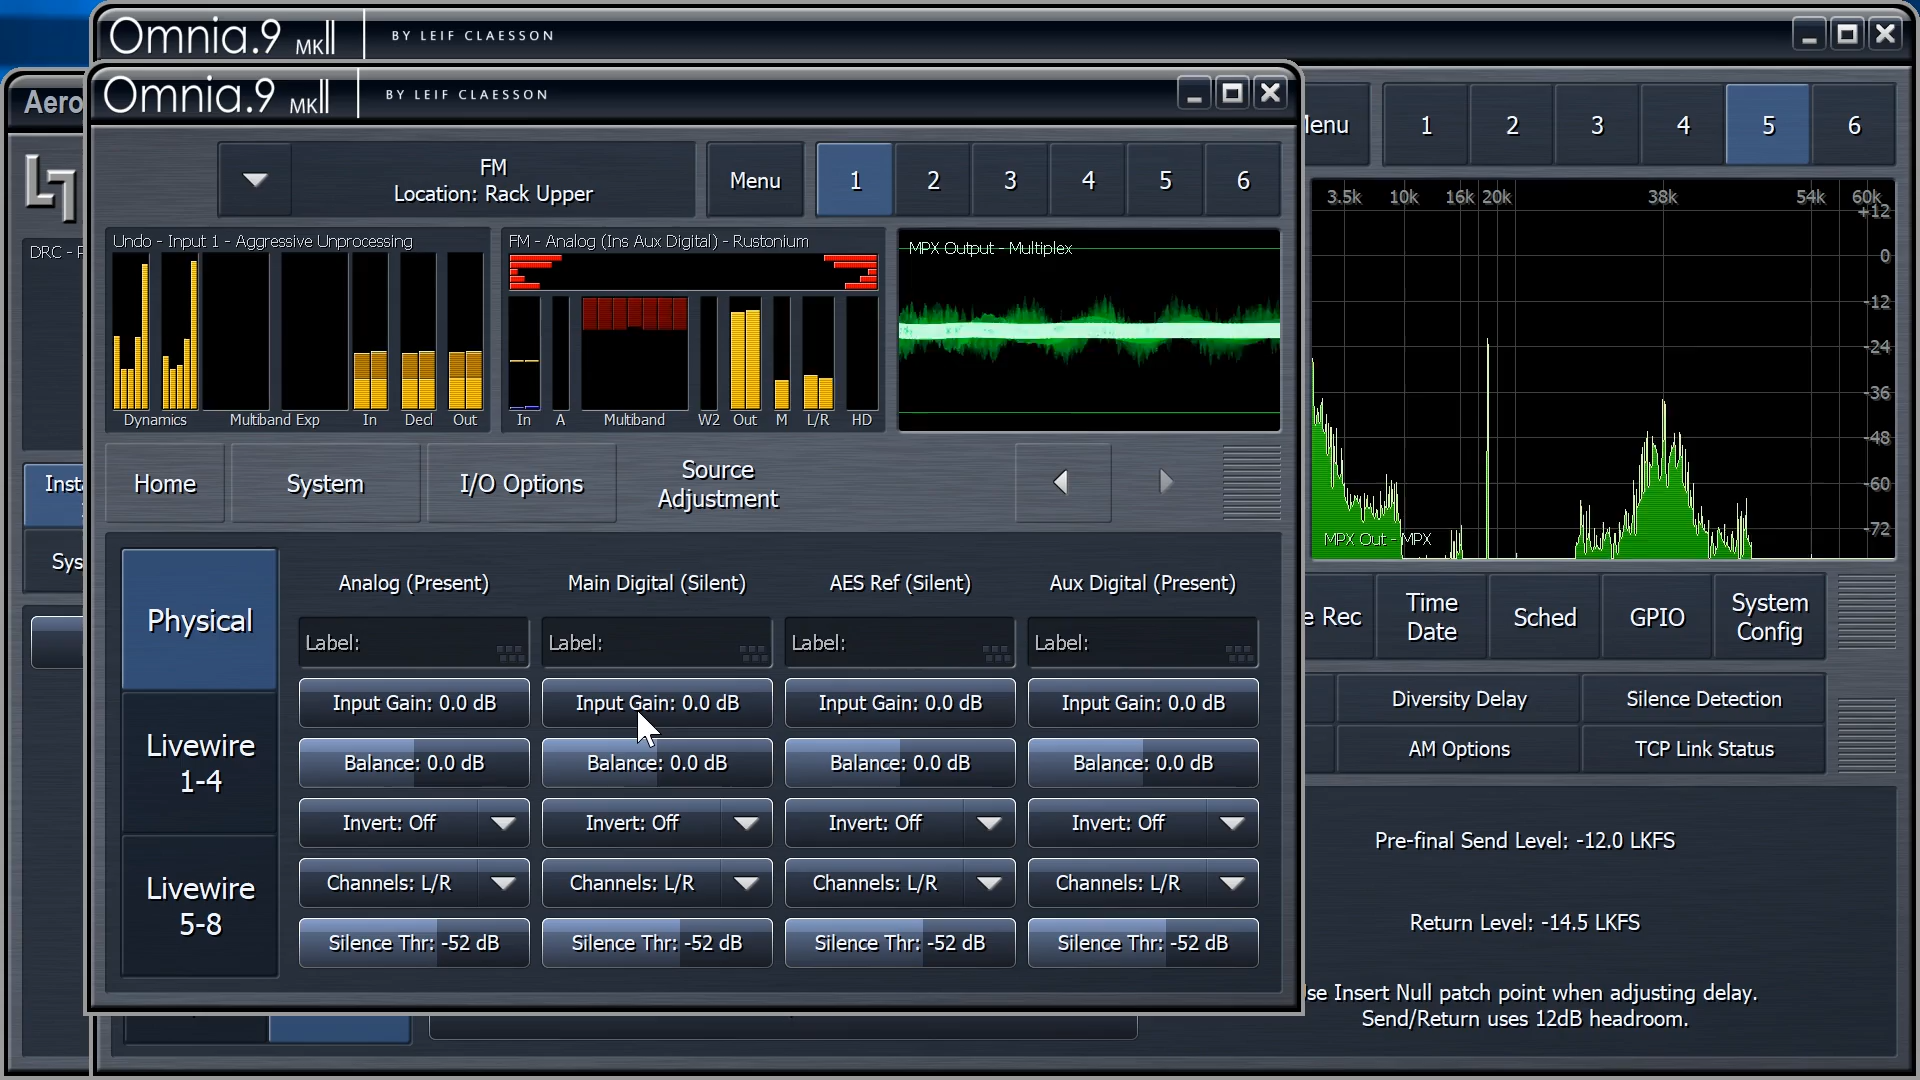 Omnia.9 MKII BY LEIF CLAESSON
Omnia.9 MKII BY LEIF CLAESSON
FM
Location: Rack Upper
Menu
1 2 3 4 5 6
Undo - Input 1 - Aggressive Unprocessing
Dynamics Multiband Exp In Decl Out
FM - Analog (Ins Aux Digital) - Rustonium
In A Multiband W2 Out M L/R HD
MPX Output - Multiplex
Home
System
I/O Options
Source
Adjustment
Physical
Livewire
1-4
Livewire
5-8
Analog (Present) Main Digital (Silent) AES Ref (Silent) Aux Digital (Present)
Label: Label: Label: Label:
Input Gain: 0.0 dB Input Gain: 0.0 dB Input Gain: 0.0 dB Input Gain: 0.0 dB
Balance: 0.0 dB Balance: 0.0 dB Balance: 0.0 dB Balance: 0.0 dB
Invert: Off Invert: Off Invert: Off Invert: Off
Channels: L/R Channels: L/R Channels: L/R Channels: L/R
Silence Thr: -52 dB Silence Thr: -52 dB Silence Thr: -52 dB Silence Thr: -52 dB
1 2 3 4 5 6
3.5k 10k 16k 20k 38k 54k 60k
+12
0
-12
-24
-36
-48
-60
-72
MPX Out - MPX
Rec
Time
Date
Sched
GPIO
System
Config
Diversity Delay
Silence Detection
AM Options
TCP Link Status
Pre-final Send Level: -12.0 LKFS
Return Level: -14.5 LKFS
Insert Null patch point when adjusting delay.
Send/Return uses 12dB headroom.
DRC -